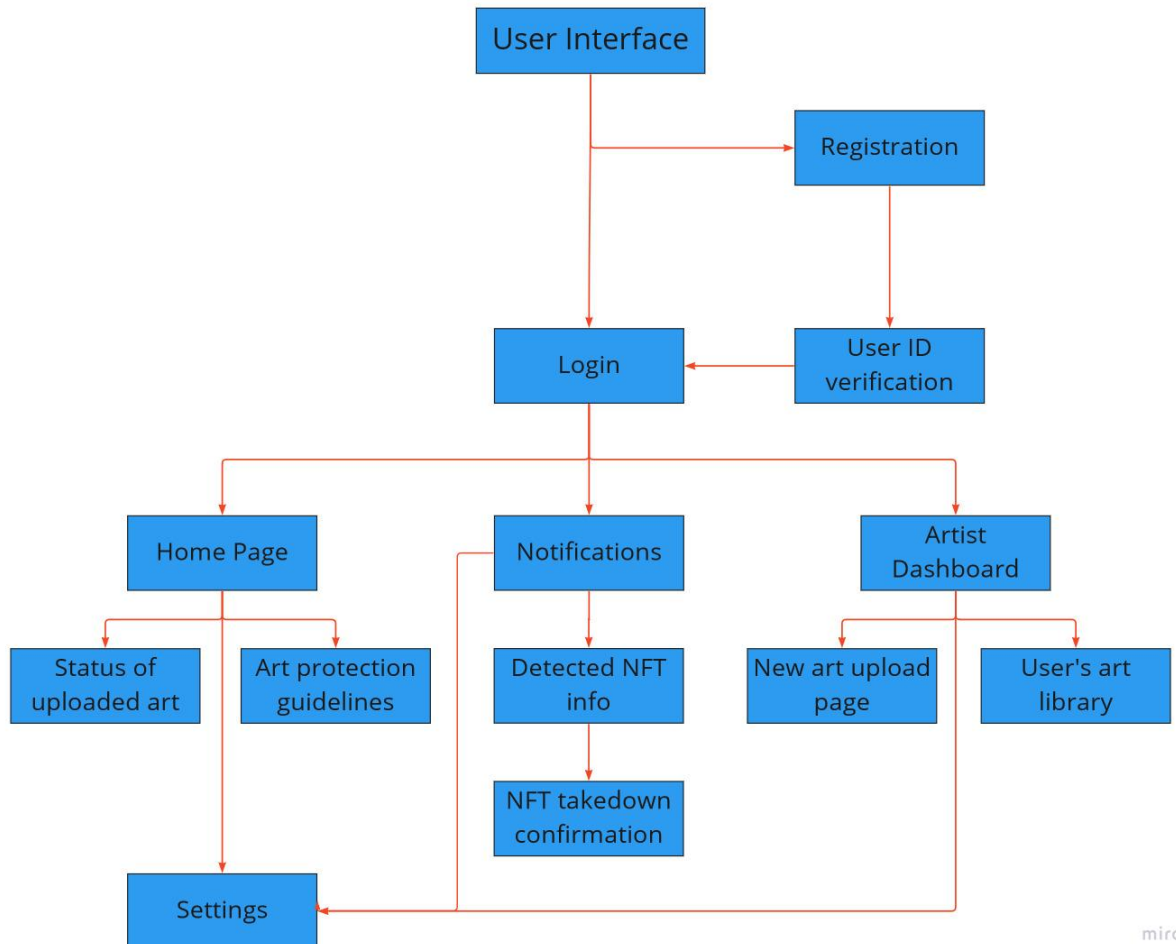 User Interface
Registration
Login
User ID
verification
Home Page
Notifications
Artist
Dashboard
Status of
uploaded art
Art protection
guidelines
Detected NFT
info
New art upload
page
User's art
library
NFT takedown
confirmation
Settings
miro